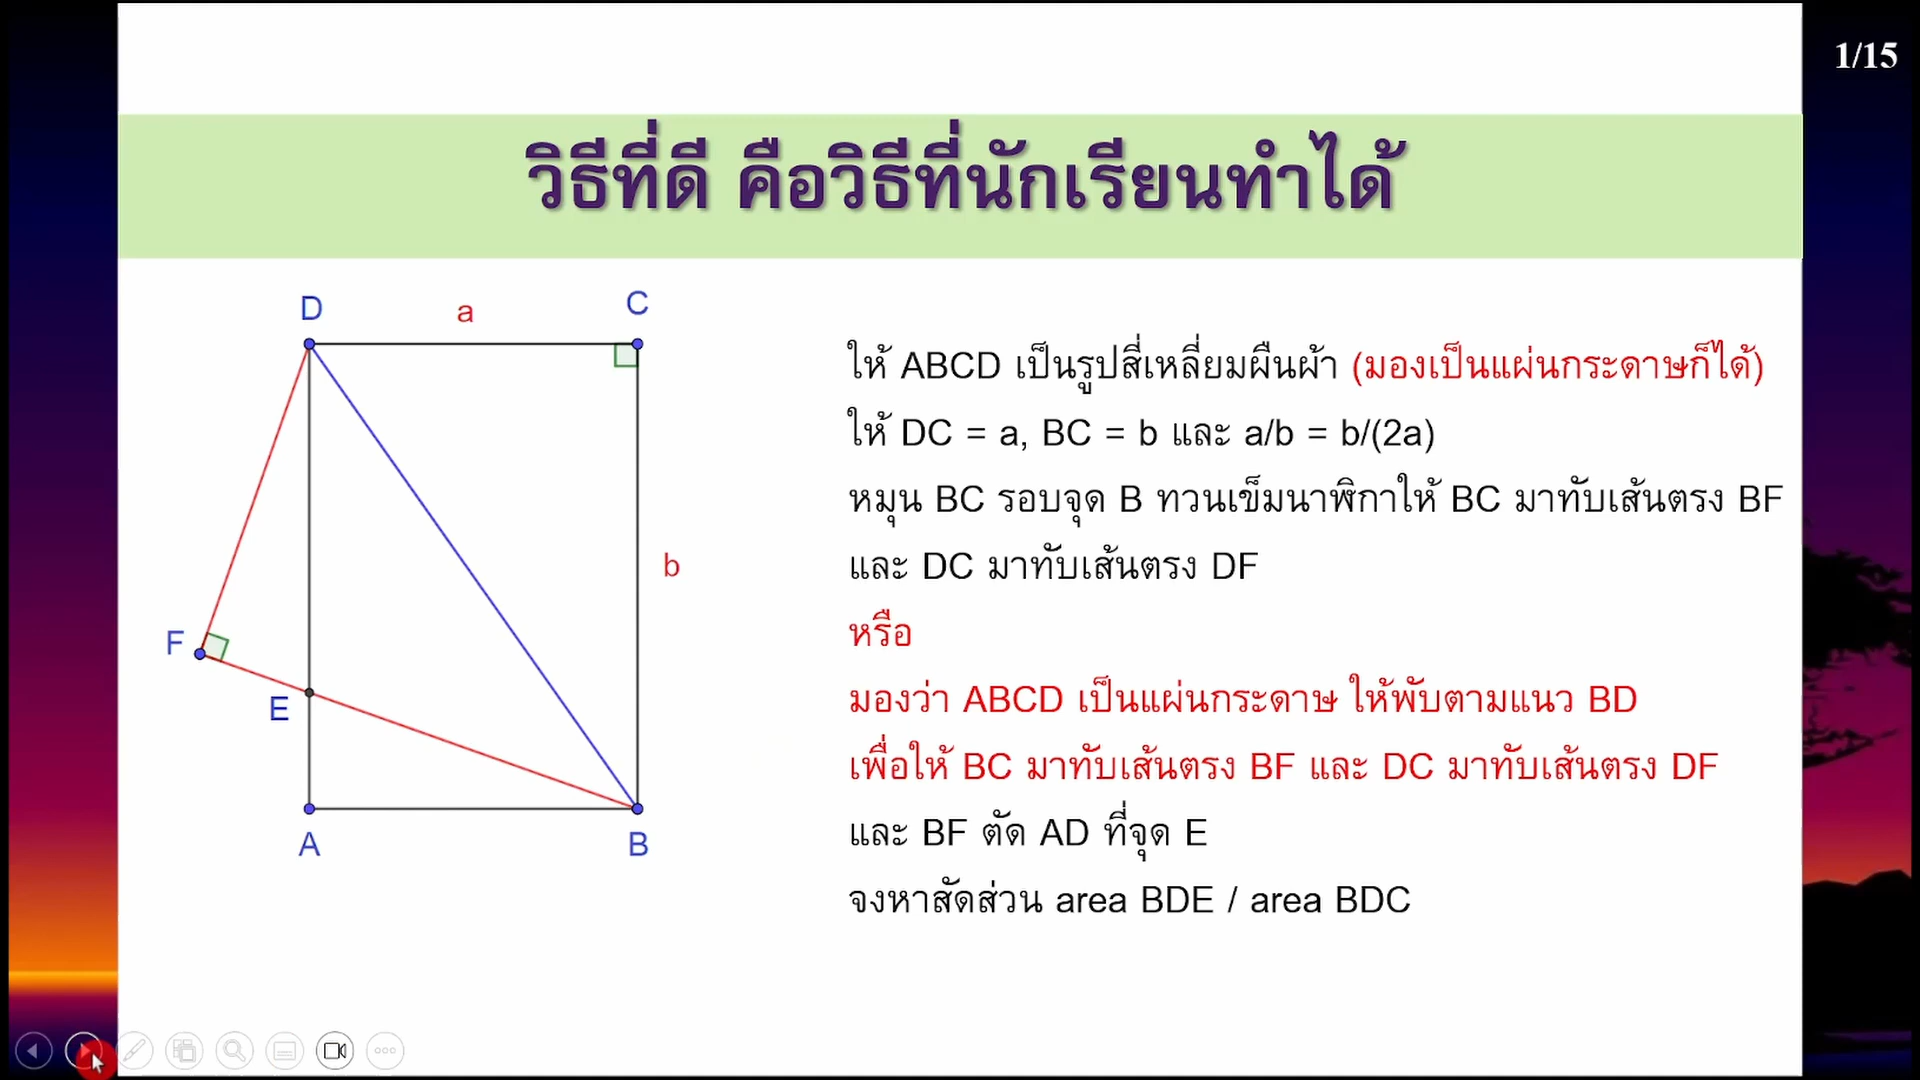 1/15
วิธีที่ดี คือวิธีที่นักเรียนทำได้
D
a
C
b
F
E
A
B
ให้ ABCD เป็นรูปสี่เหลี่ยมผืนผ้า (มองเป็นแผ่นกระดาษก็ได้)
ให้ DC = a, BC = b และ a/b = b/(2a)
หมุน BC รอบจุด B ทวนเข็มนาฬิกาให้ BC มาทับเส้นตรง BF
และ DC มาทับเส้นตรง DF
หรือ
มองว่า ABCD เป็นแผ่นกระดาษ ให้พับตามแนว BD
เพื่อให้ BC มาทับเส้นตรง BF และ DC มาทับเส้นตรง DF
และ BF ตัด AD ที่จุด E
จงหาสัดส่วน area BDE / area BDC